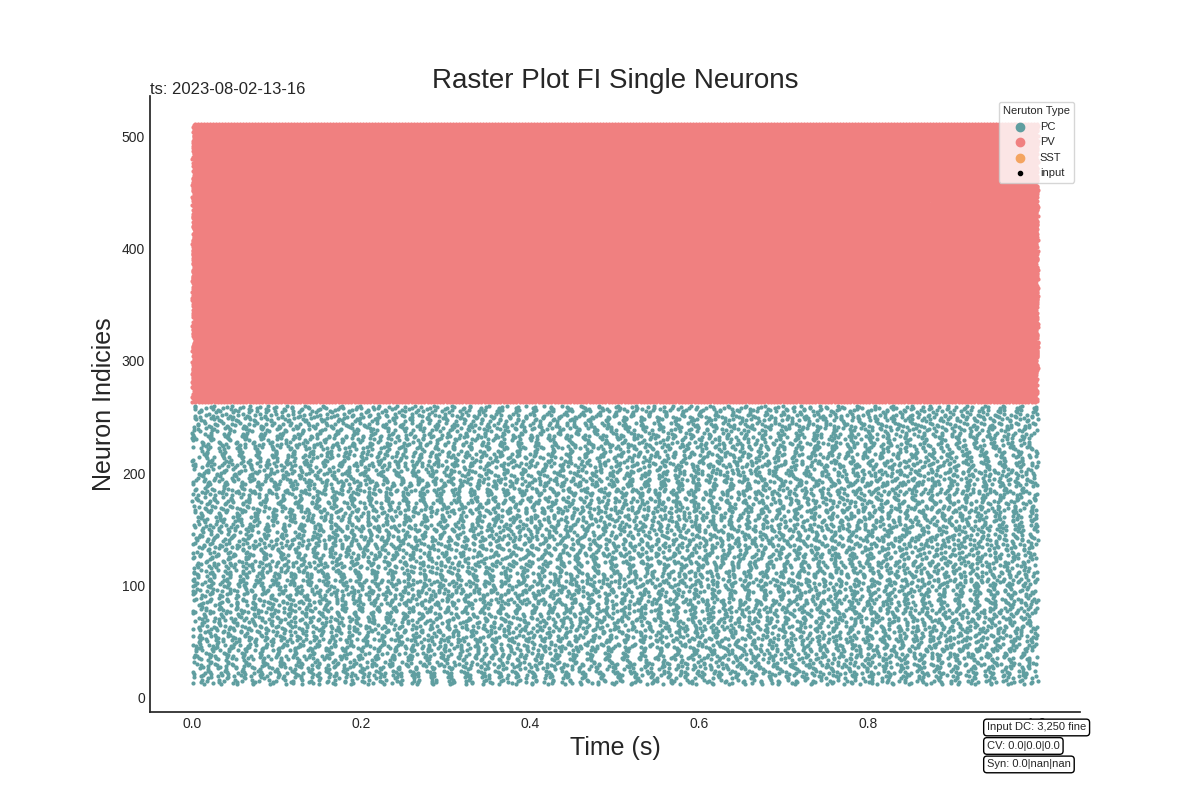 Raster Plot FI Single Neurons
ts: 2023-08-02-13-16
Neruton Type
PC
PV
SST
input
500
400
300
200
100
0
Neuron Indicies
0.0 0.2 0.4 0.6 0.8
Time (s)
Input DC: 3,250 fine
CV: 0.0|0.0|0.0
Syn: 0.0|nan|nan